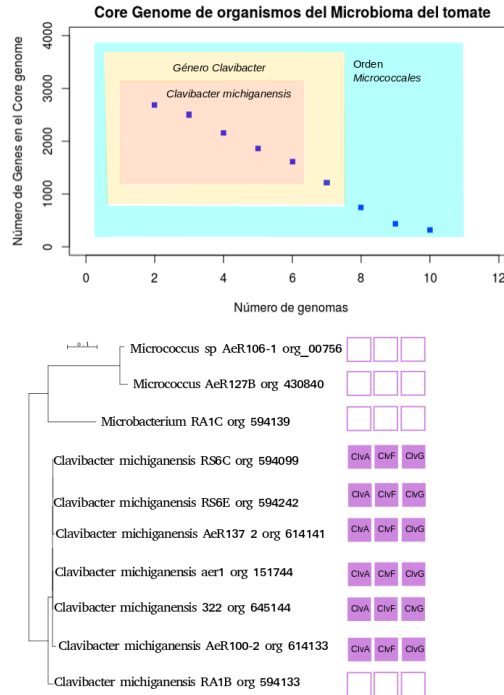 Core Genome de organismos del Microbioma del tomate
Número de Genes en el Core genome
4000
3000
2000
1000
0
Género Clavibacter
Clavibacter michiganensis
Orden
Micrococcales
0 2 4 6 8 10 12
Número de genomas
0.1
Micrococcus sp AeR106-1 org_00756
Micrococcus AeR127B org 430840
Microbacterium RA1C org 594139
Clavibacter michiganensis RS6C org 594099 ClvA ClvF ClvG
Clavibacter michiganensis RS6E org 594242 ClvA ClvF ClvG
Clavibacter michiganensis AeR137 2 org 614141 ClvA ClvF ClvG
Clavibacter michiganensis aer1 org 151744 ClvA ClvF ClvG
Clavibacter michiganensis 322 org 645144 ClvA ClvF ClvG
Clavibacter michiganensis AeR100-2 org 614133 ClvA ClvF ClvG
Clavibacter michiganensis RA1B org 594133